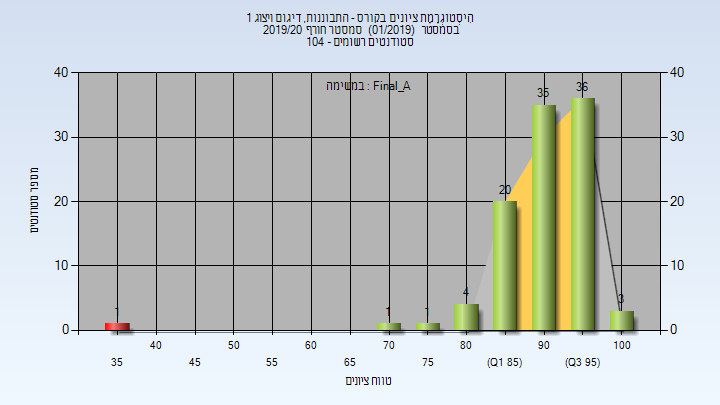 היסטוגרמת ציונים בקורס - התבוננות, דיגום ויצוג 1
בסמסטר (01/2019) סמסטר חורף 2019/20
סטודנטים רשומים - 104
במשימה : Final_A
מספר סטודנטים
40 40
30 30
20 20
10 10
0 0
1 1 1 4 20 35 36 3
40 50 60 70 80 90 100
35 45 55 65 75 (Q1 85) (Q3 95)
טווח ציונים